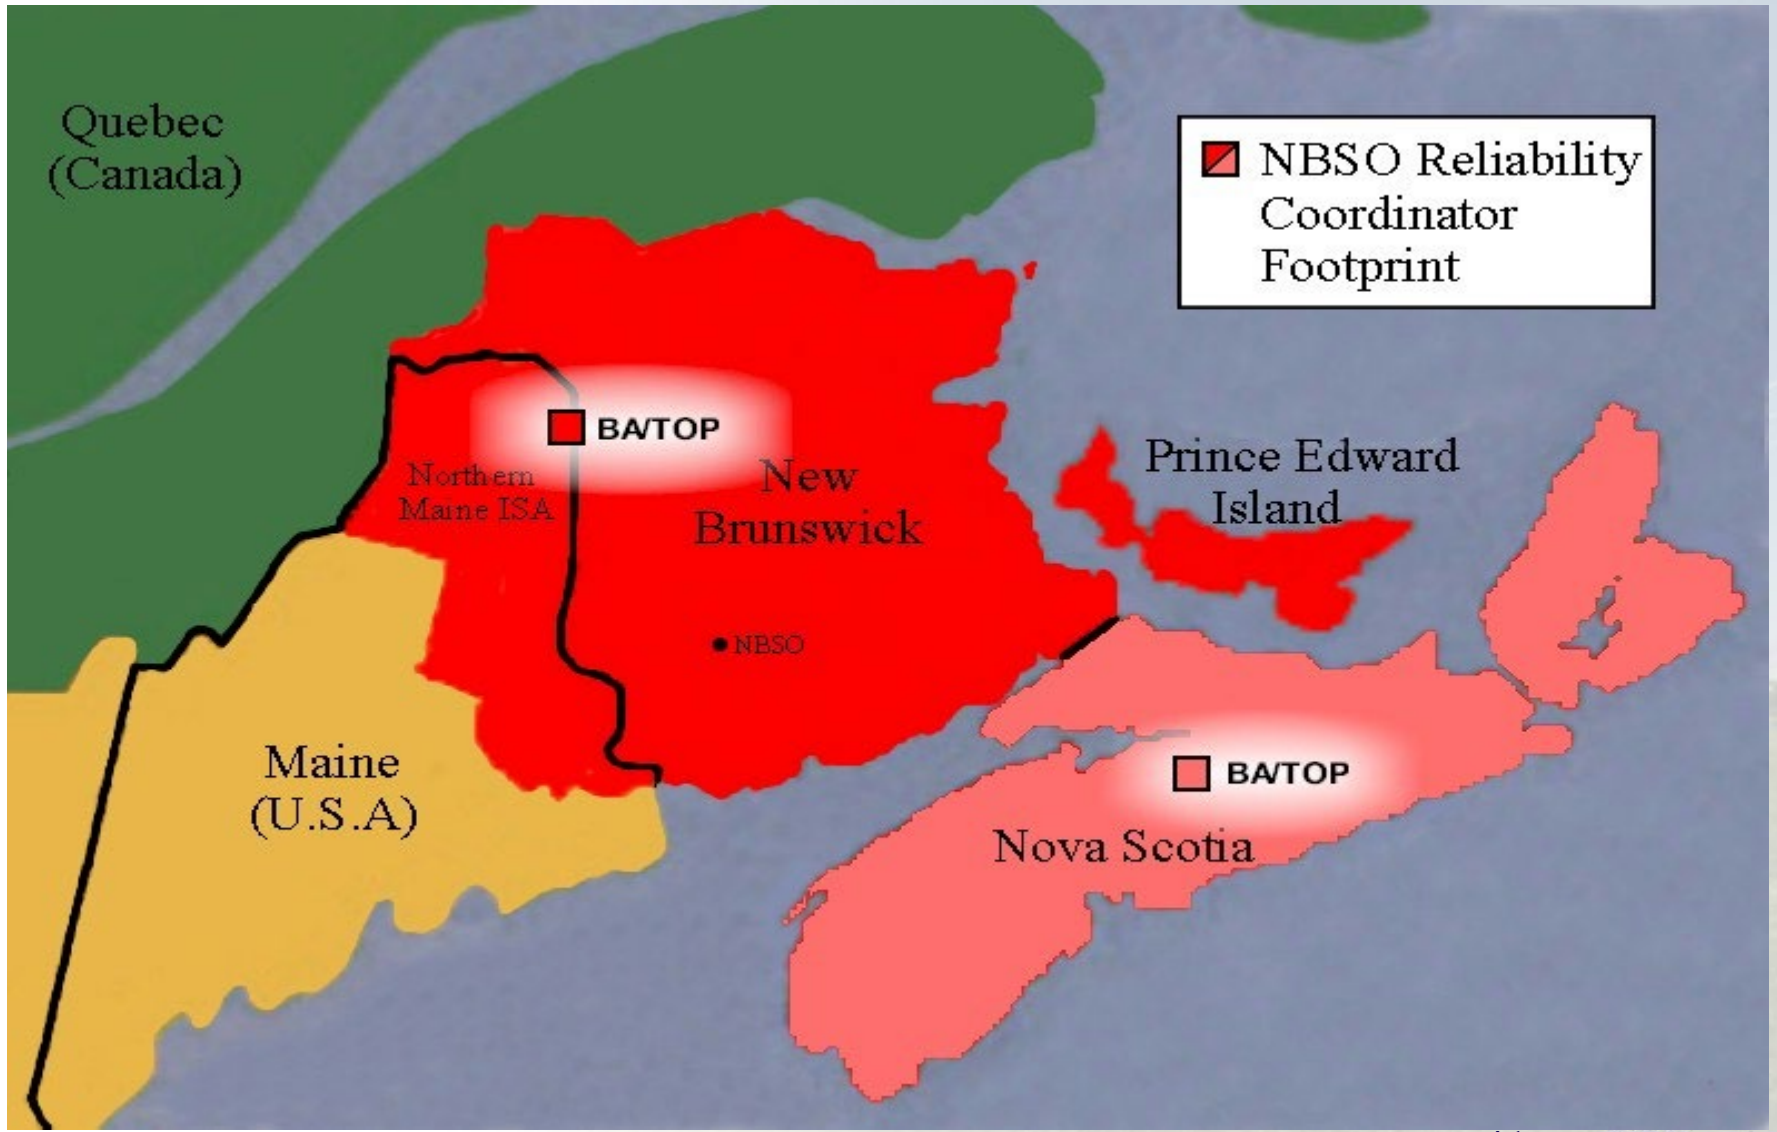 Quebec
(Canada)
NBSO Reliability
Coordinator
Footprint
BA/TOP
Northern
Maine ISA
New
Brunswick
Prince Edward
Island
NBSO
Maine
(U.S.A)
BA/TOP
Nova Scotia